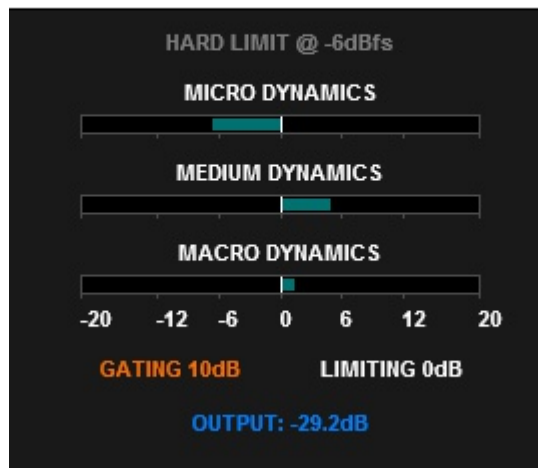 HARD LIMIT @ -6dBfs
MICRO DYNAMICS
MEDIUM DYNAMICS
MACRO DYNAMICS
-20 -12 -6 0 6 12 20
GATING 10dB LIMITING 0dB
OUTPUT: -29.2dB